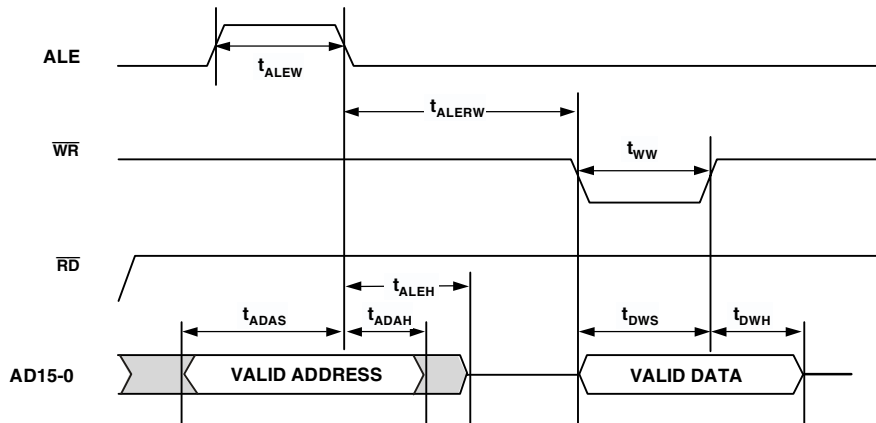 ALE
tALEW
tALERW
WR
tWW
RD
tALEH
tADAS
tADAH
tDWS
tDWH
AD15-0
VALID ADDRESS
VALID DATA